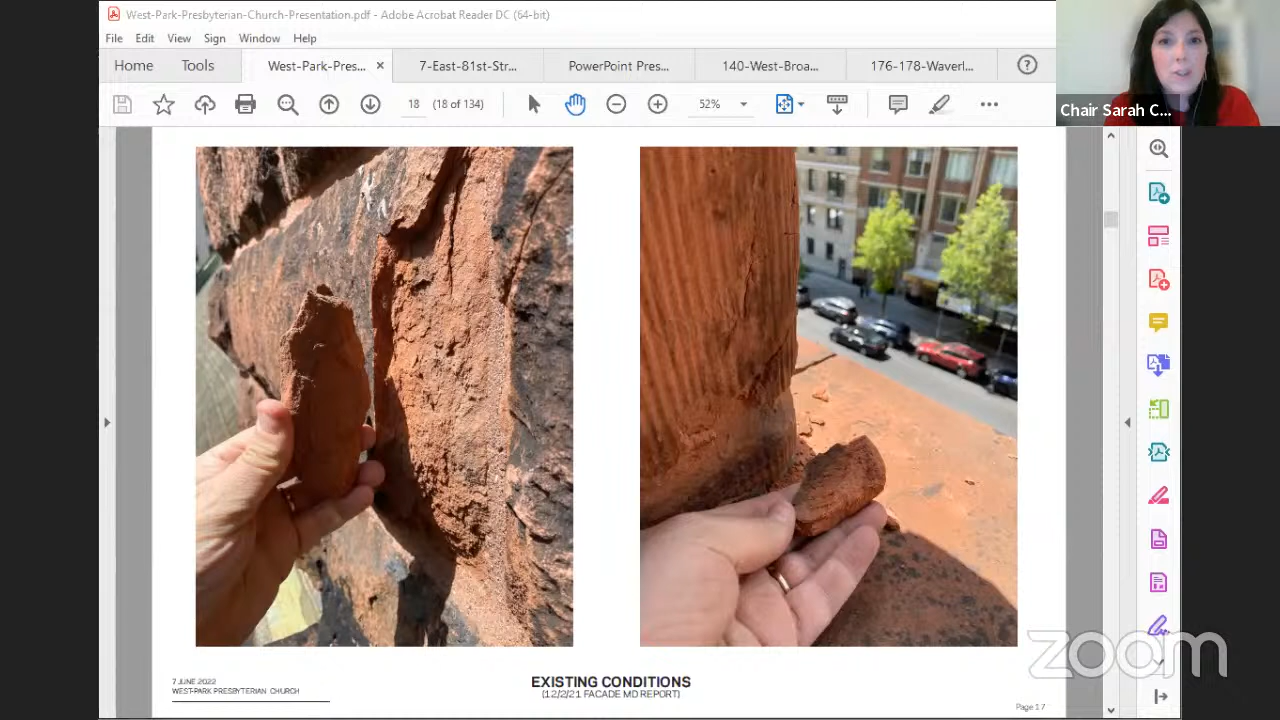 West-Park-Presbyterian-Church-Presentation.pdf - Adobe Acrobat Reader DC (64-bit)
File Edit View Sign Window Help
Home Tools West-Park-Pres... × 7-East-81st-Str... PowerPoint Pres... 140-West-Broa... 176-178-Waverl...
18 (18 of 134) 52%
Chair Sarah C...
7 JUNE 2022
WEST-PARK PRESBYTERIAN CHURCH
EXISTING CONDITIONS
(12/2/21 FACADE MD REPORT)
Page 17
zoom